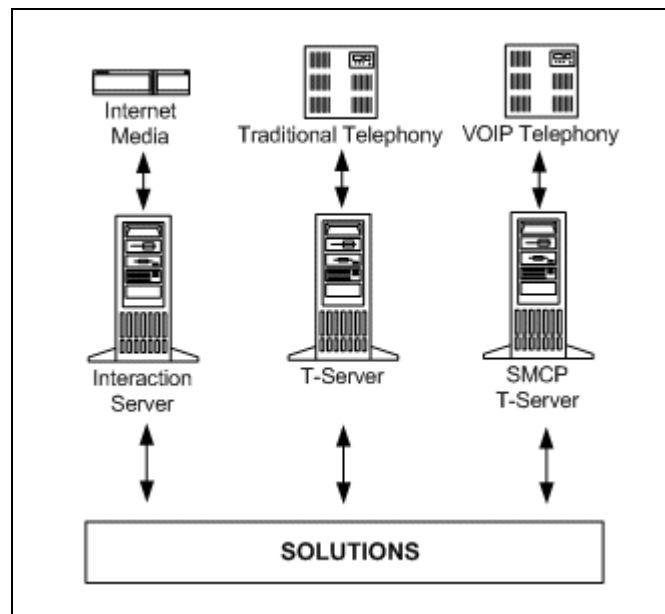 Internet
Media
Traditional Telephony
VOIP Telephony
Interaction
Server
T-Server
SMCP
T-Server
SOLUTIONS